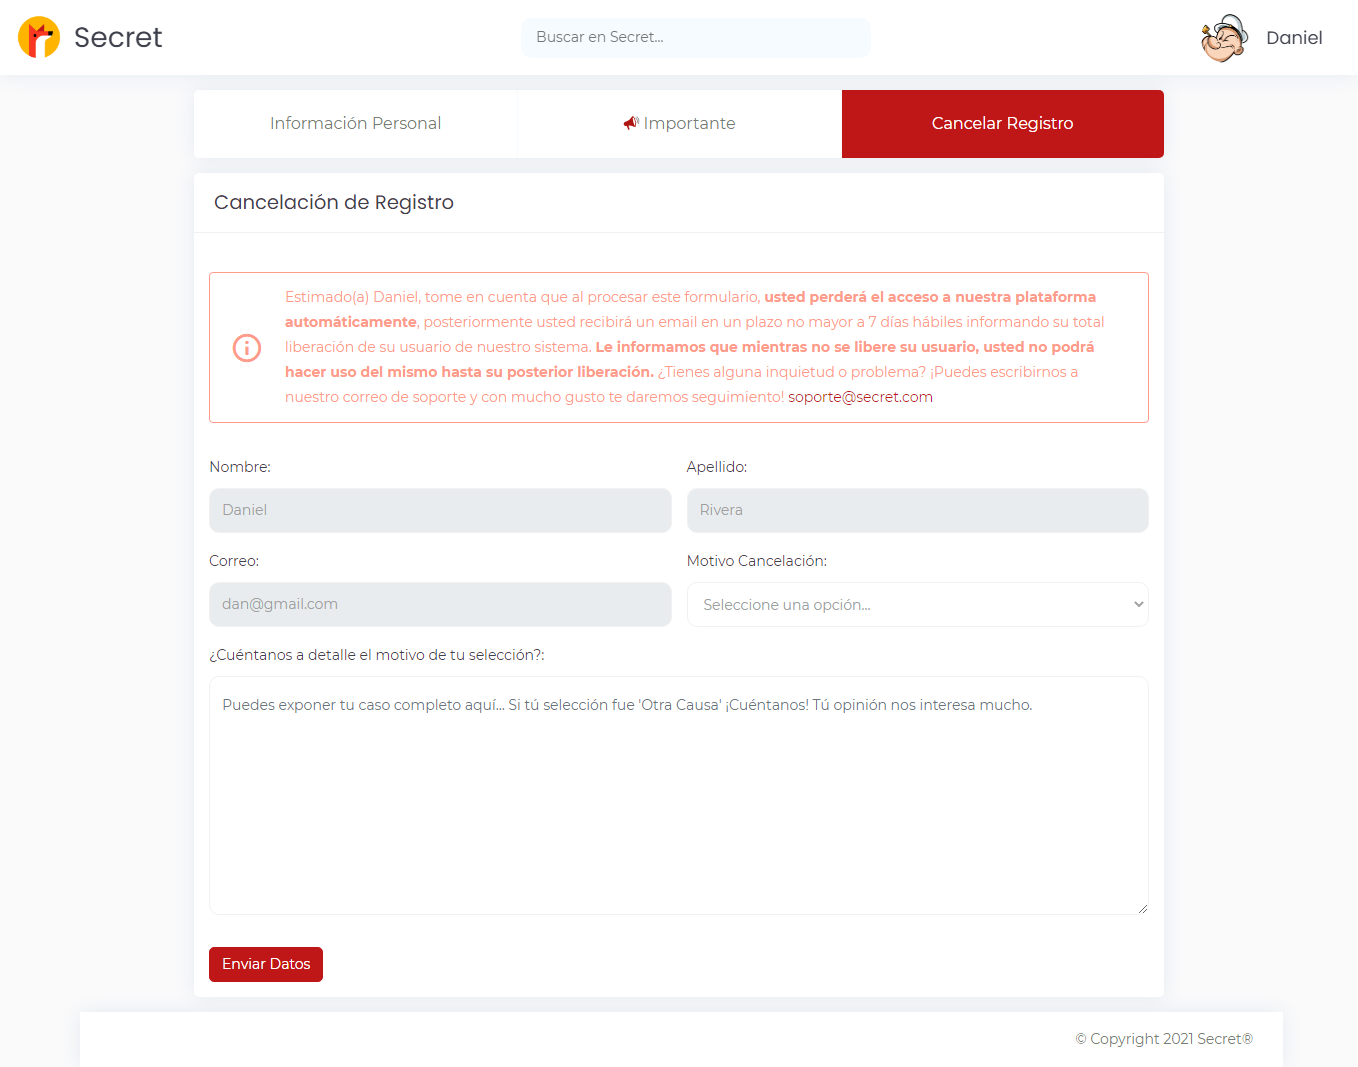 Secret
Buscar en Secret...
Daniel
Información Personal
Importante
Cancelar Registro
Cancelación de Registro
Estimado(a) Daniel, tome en cuenta que al procesar este formulario, usted perderá el acceso a nuestra plataforma
automáticamente, posteriormente usted recibirá un email en un plazo no mayor a 7 días hábiles informando su total
liberación de su usuario de nuestro sistema. Le informamos que mientras no se libere su usuario, usted no podrá
hacer uso del mismo hasta su posterior liberación. ¿Tienes alguna inquietud o problema? ¡Puedes escribirnos a
nuestro correo de soporte y con mucho gusto te daremos seguimiento! soporte@secret.com
Nombre:
Apellido:
Daniel
Rivera
Correo:
Motivo Cancelación:
dan@gmail.com
Seleccione una opción...
¿Cuéntanos a detalle el motivo de tu selección?:
Puedes exponer tu caso completo aquí... Si tú selección fue 'Otra Causa' ¡Cuéntanos! Tú opinión nos interesa mucho.
Enviar Datos
© Copyright 2021 Secret®